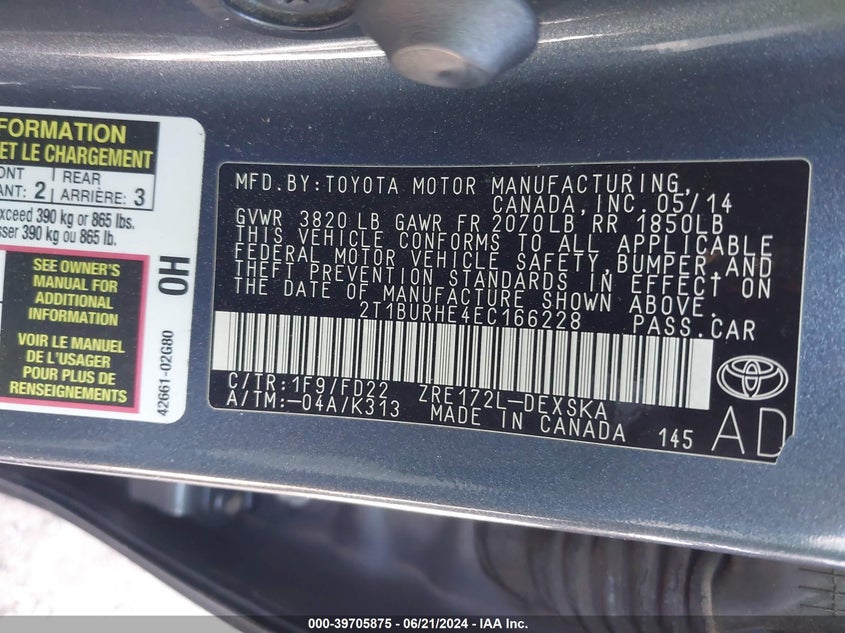 FORMATION
ET LE CHARGEMENT
REAR
2 ARRIÈRE: 3
exceed 390 kg or 865 lbs.
390 kg ou 865 lb.
SEE OWNER'S
MANUAL FOR
ADDITIONAL
INFORMATION
VOIR LE MANUEL
DE L'USAGER
POUR PLUS DE
RENSEIGNEMENTS
OH
42661-02G80
MFD.BY:TOYOTA MOTOR MANUFACTURING,
CANADA, INC. 05/14
GVWR 3820 LB GAWR FR 2070LB RR 1850LB
THIS VEHICLE CONFORMS TO ALL APPLICABLE
FEDERAL MOTOR VEHICLE SAFETY,BUMPER,AND
THEFT PREVENTION STANDARDS IN EFFECT ON
THE DATE OF MANUFACTURE SHOWN ABOVE.
2T1BURHE4EC166228 PASS.CAR
C/TR:1F9/FD22 ZRE172L-DEXSKA
A/TM:-04A/K313 MADE IN CANADA 145
TOYOTA
AD
000-39705875 - 06/21/2024 - IAA Inc.